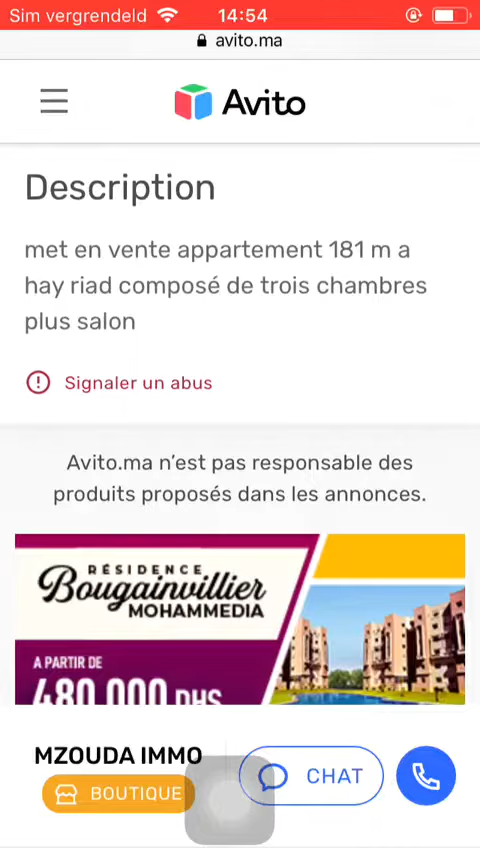 Sim vergrendeld 14:54
avito.ma
Avito
Description
met en vente appartement 181 m a
hay riad composé de trois chambres
plus salon
Signaler un abus
Avito.ma n’est pas responsable des
produits proposés dans les annonces.
RÉSIDENCE
Bougainvillier
MOHAMMEDIA
A PARTIR DE
480.000 DHS
MZOUDA IMMO
BOUTIQUE
CHAT